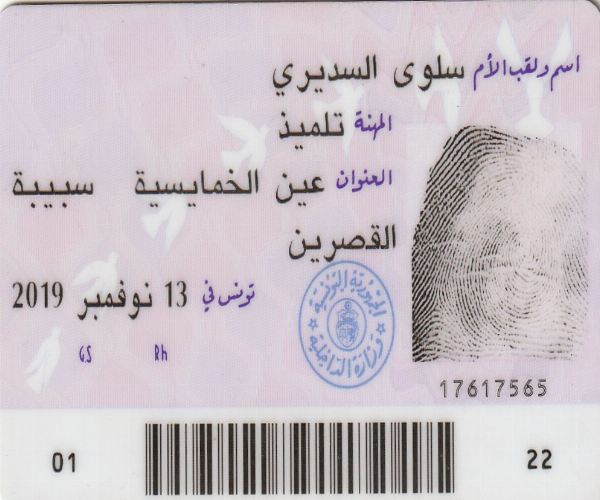 اسم ولقب الأم سلوى السديري
المهنة تلميذ
العنوان عين الخمايسية سبيبة
القصرين
تونس في 13 نوفمبر 2019
GS Rh
الجمهورية التونسية
وزارة الداخلية
17617565
01 22